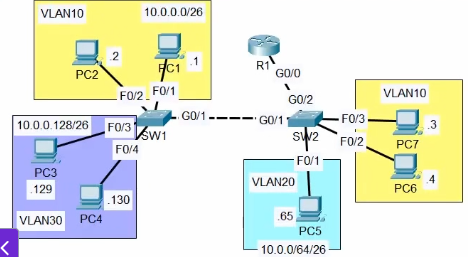 VLAN10
10.0.0.0/26
.2
.1
PC2
PC1
F0/2
F0/1
R1
G0/0
G0/2
10.0.0.128/26
F0/3
F0/4
SW1
G0/1
G0/1
SW2
PC3
.129
PC4
.130
VLAN30
VLAN10
F0/3
F0/2
.3
PC7
.4
PC6
F0/1
VLAN20
.65
PC5
10.0.0/64/26